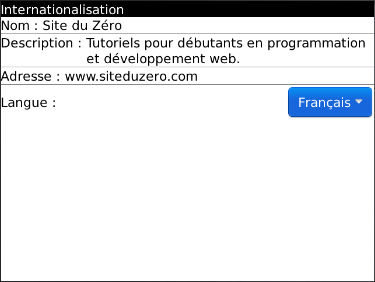 Internationalisation
Nom : Site du Zéro
Description : Tutoriels pour débutants en programmation
et développement web.
Adresse : www.siteduzero.com
Langue : Français